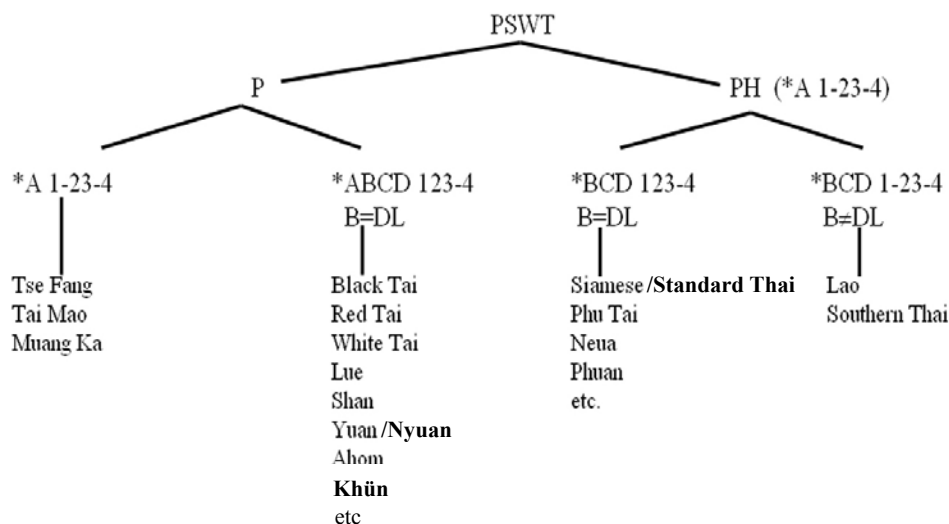 PSWT
P
PH (*A 1-23-4)
*A 1-23-4
*ABCD 123-4
B=DL
*BCD 123-4
B=DL
*BCD 1-23-4
B≠DL
Tse Fang
Tai Mao
Muang Ka
Black Tai
Red Tai
White Tai
Lue
Shan
Yuan /Nyuan
Ahom
Khün
etc
Siamese /Standard Thai
Phu Tai
Neua
Phuan
etc.
Lao
Southern Thai